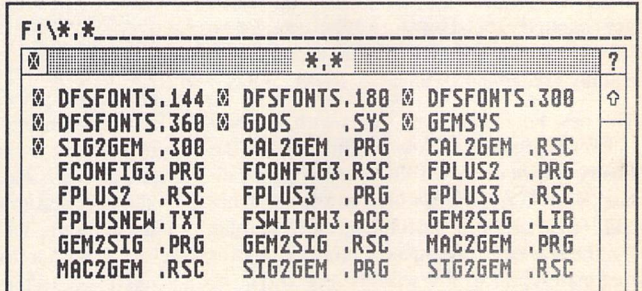 F:\*.*
*.* ?
DFSFONTS.144 DFSFONTS.180 DFSFONTS.300
DFSFONTS.360 GDOS .SYS GEMSYS
SIG2GEM .300 CAL2GEM .PRG CAL2GEM .RSC
FCONFIG3.PRG FCONFIG3.RSC FPLUS2 .PRG
FPLUS2 .RSC FPLUS3 .PRG FPLUS3 .RSC
FPLUSNEW.TXT FSWITCH3.ACC GEM2SIG .LIB
GEM2SIG .PRG GEM2SIG .RSC MAC2GEM .PRG
MAC2GEM .RSC SIG2GEM .PRG SIG2GEM .RSC